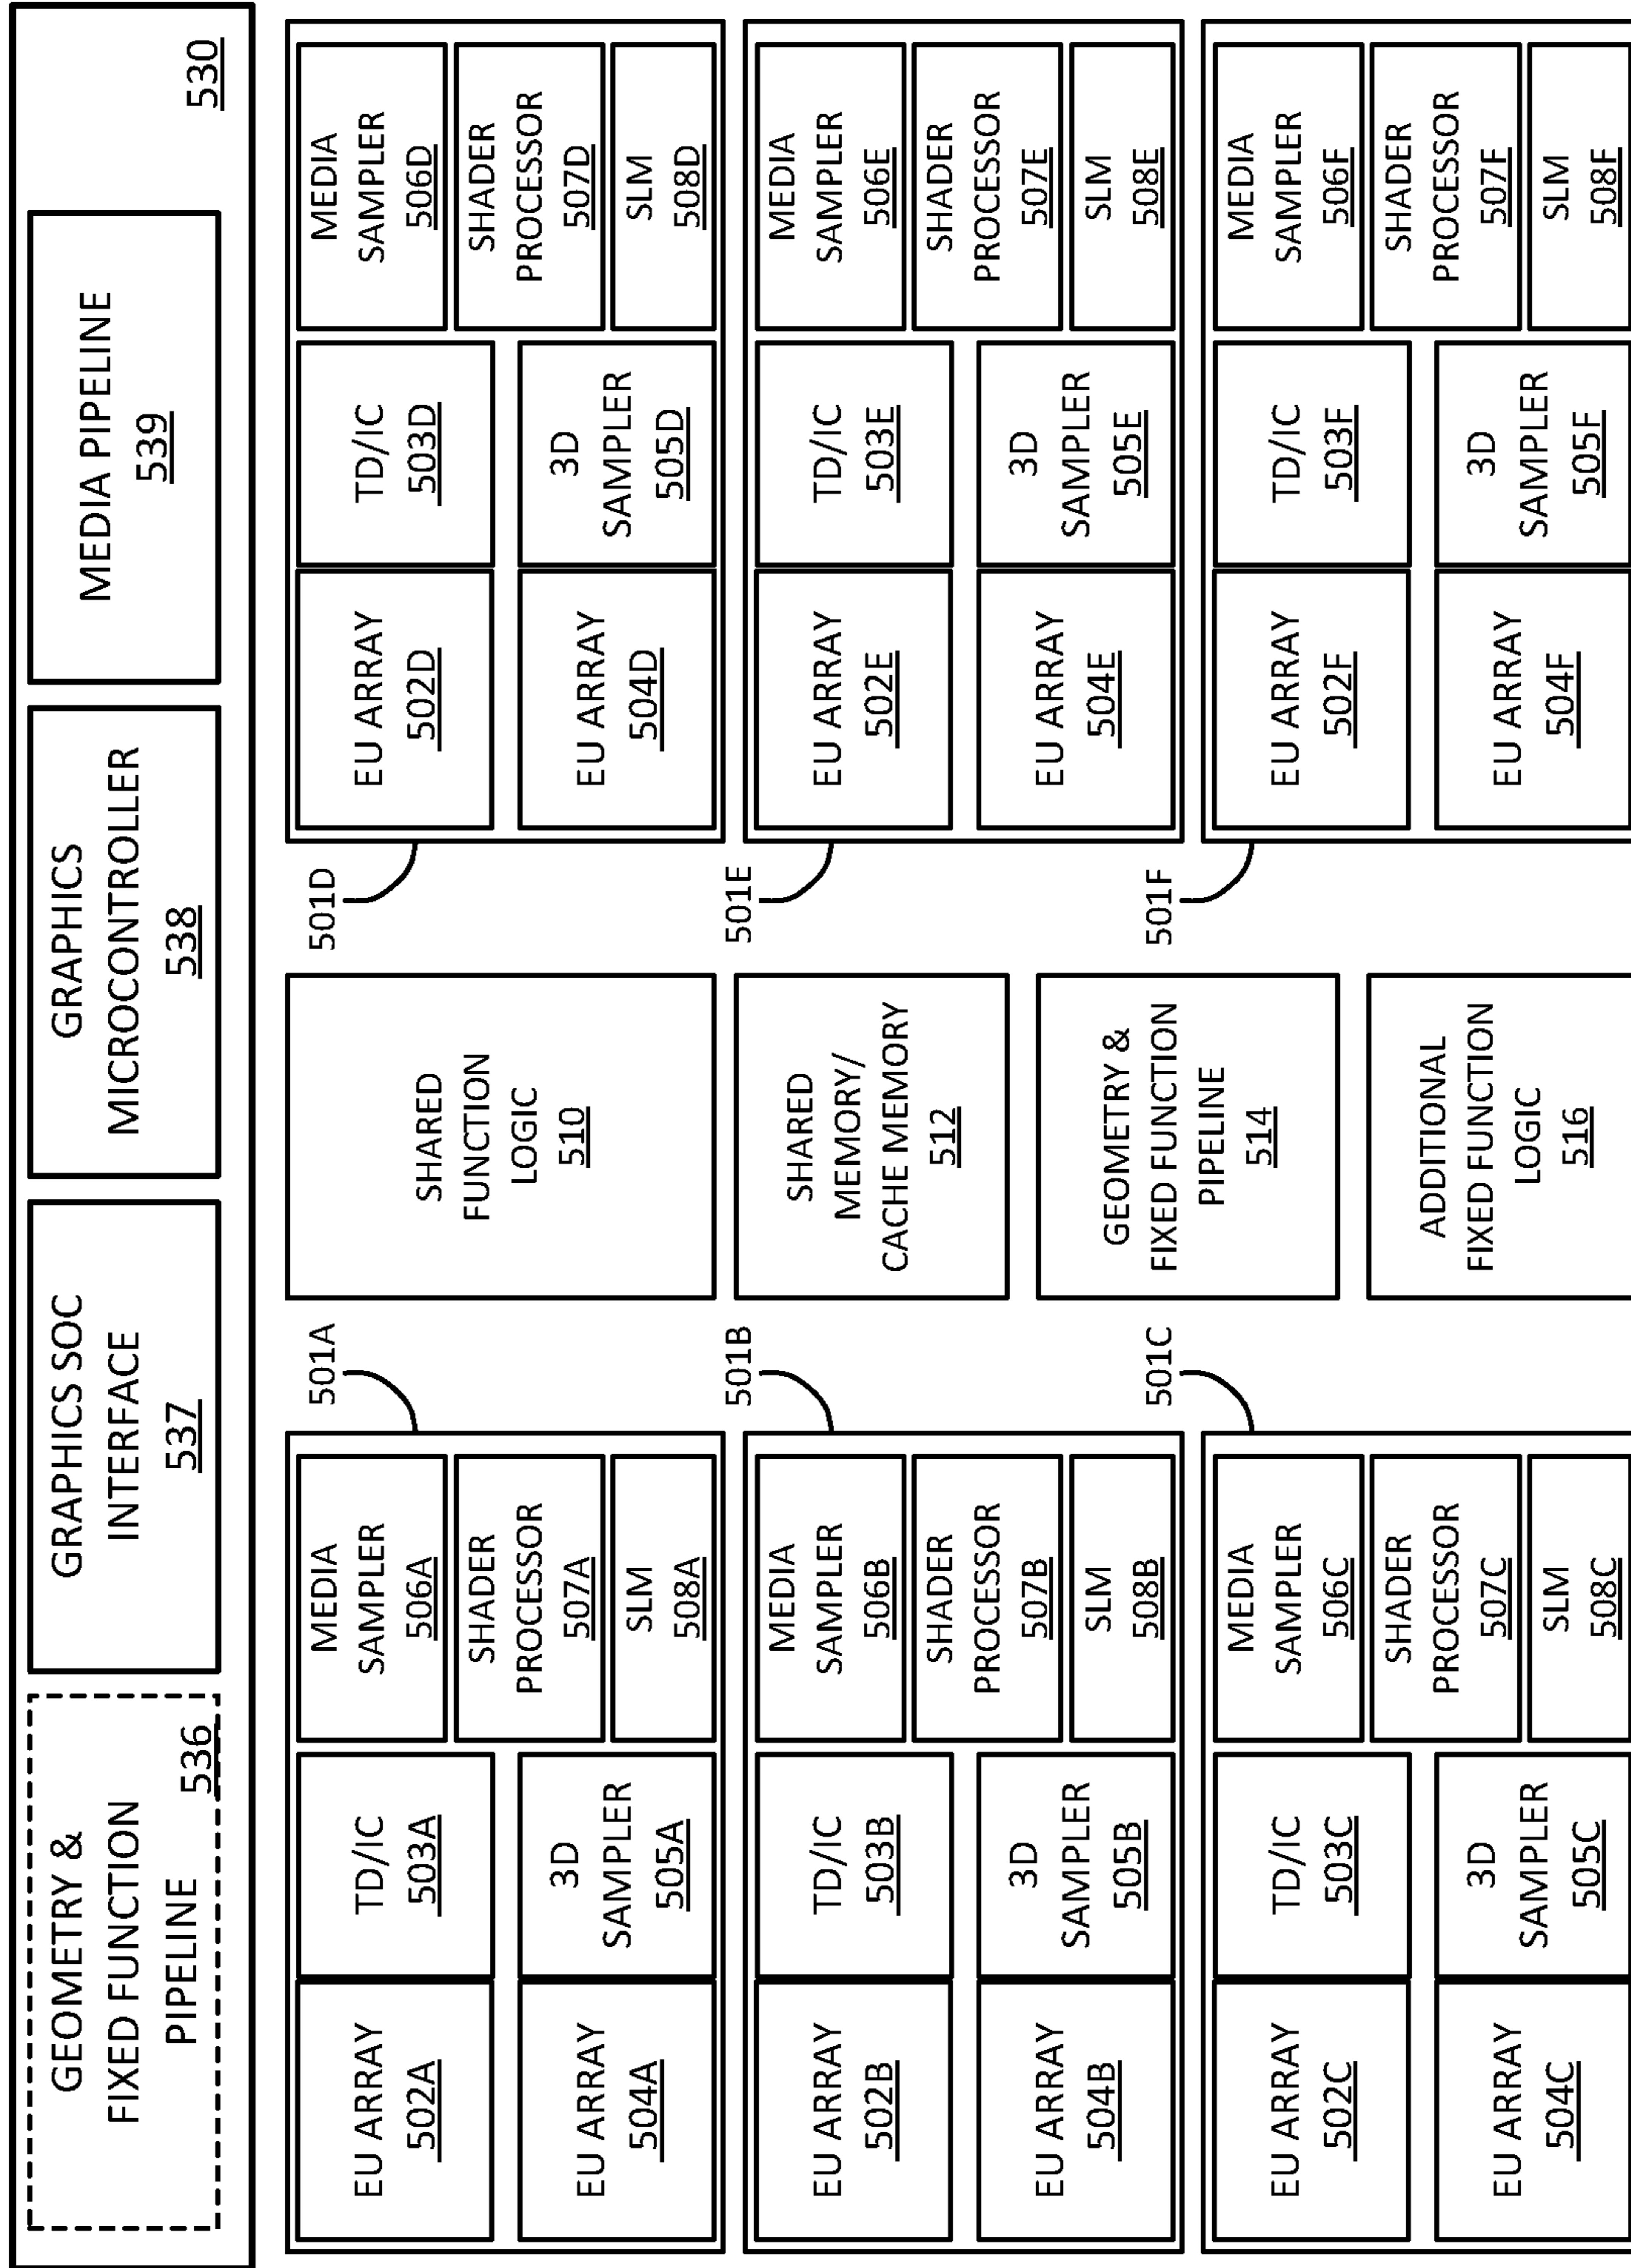 GEOMETRY &
FIXED FUNCTION
PIPELINE
536
GRAPHICS SOC
INTERFACE
537
GRAPHICS
MICROCONTROLLER
538
MEDIA PIPELINE
539
530
501A
EU ARRAY
502A
TD/IC
503A
EU ARRAY
504A
3D
SAMPLER
505A
MEDIA
SAMPLER
506A
SHADER
PROCESSOR
507A
SLM
508A
SHARED
FUNCTION
LOGIC
510
501D
EU ARRAY
502D
TD/IC
503D
EU ARRAY
504D
3D
SAMPLER
505D
MEDIA
SAMPLER
506D
SHADER
PROCESSOR
507D
SLM
508D
501B
EU ARRAY
502B
TD/IC
503B
EU ARRAY
504B
3D
SAMPLER
505B
MEDIA
SAMPLER
506B
SHADER
PROCESSOR
507B
SLM
508B
SHARED
MEMORY/
CACHE MEMORY
512
501E
EU ARRAY
502E
TD/IC
503E
EU ARRAY
504E
3D
SAMPLER
505E
MEDIA
SAMPLER
506E
SHADER
PROCESSOR
507E
SLM
508E
GEOMETRY &
FIXED FUNCTION
PIPELINE
514
501C
EU ARRAY
502C
TD/IC
503C
EU ARRAY
504C
3D
SAMPLER
505C
MEDIA
SAMPLER
506C
SHADER
PROCESSOR
507C
SLM
508C
ADDITIONAL
FIXED FUNCTION
LOGIC
516
501F
EU ARRAY
502F
TD/IC
503F
EU ARRAY
504F
3D
SAMPLER
505F
MEDIA
SAMPLER
506F
SHADER
PROCESSOR
507F
SLM
508F